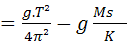 = g.T² / 4π² − g Ms / K